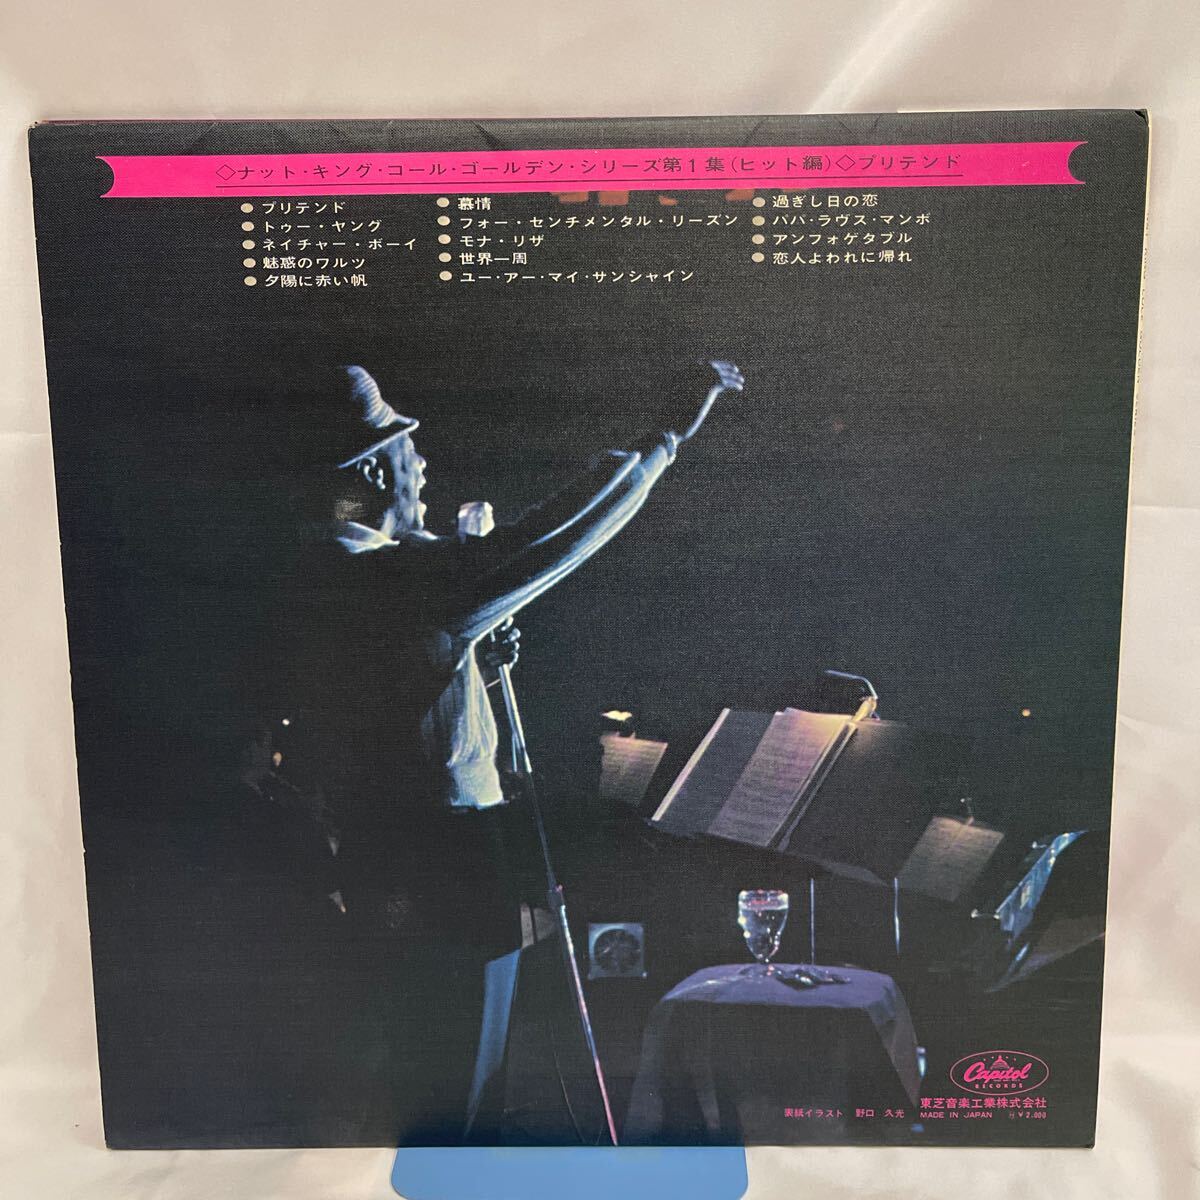 ◇ナット・キング・コール・ゴールデン・シリーズ第1集(ヒット編)◇プリテンド
●プリテンド
●トゥー・ヤング
●ネイチャー・ボーイ
●魅惑のワルツ
●夕陽に赤い帆
●慕情
●フォー・センチメンタル・リーズン
●モナ・リザ
●世界一周
●ユー・アー・マイ・サンシャイン
●過ぎし日の恋
●パパ・ラヴス・マンボ
●アンフォゲタブル
●恋人よわれに帰れ
Capitol
RECORDS
東芝音楽工業株式会社
表紙イラスト 野口 久光
MADE IN JAPAN
¥2.000